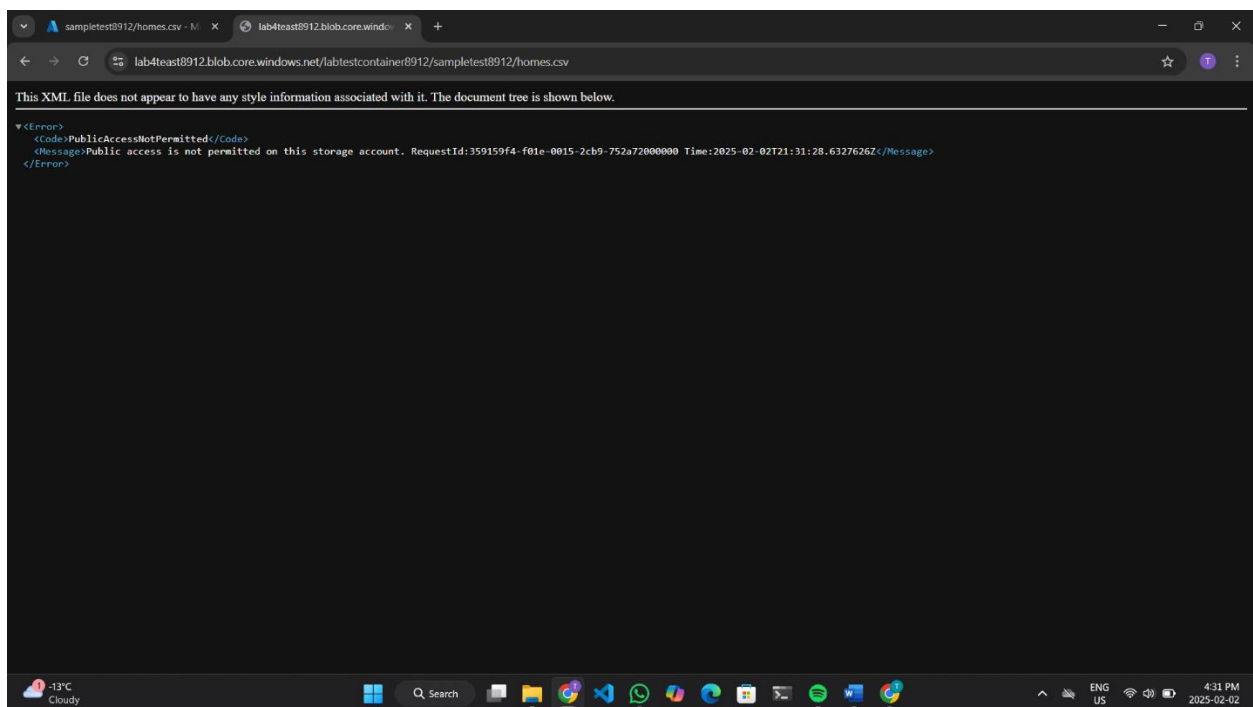 sampletest8912/homes.csv - M
lab4teast8912.blob.core.windo
lab4teast8912.blob.core.windows.net/labtestcontainer8912/sampletest8912/homes.csv
T
This XML file does not appear to have any style information associated with it. The document tree is shown below.
<Error>
<Code>PublicAccessNotPermitted</Code>
<Message>Public access is not permitted on this storage account. RequestId:359159f4-f01e-0015-2cb9-752a72000000 Time:2025-02-02T21:31:28.6327626Z</Message>
</Error>
1
-13°C
Cloudy
Search
ENG
US
4:31 PM
2025-02-02